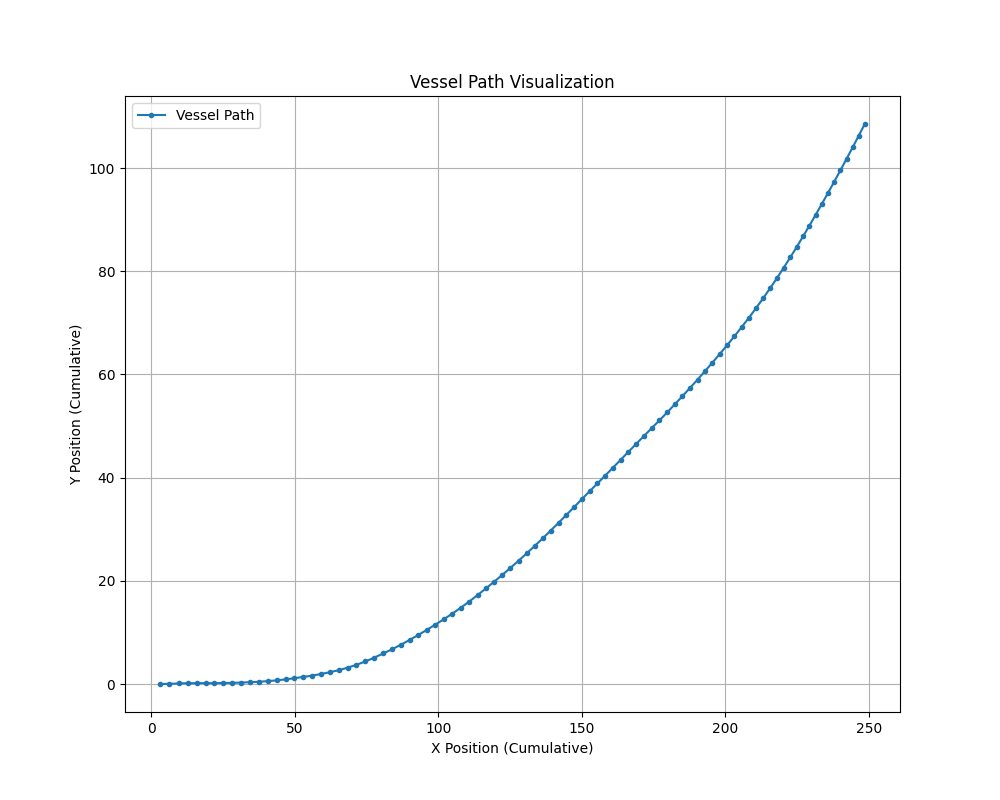 Vessel Path Visualization
Vessel Path
Y Position (Cumulative)
100
80
60
40
20
0
0 50 100 150 200 250
X Position (Cumulative)